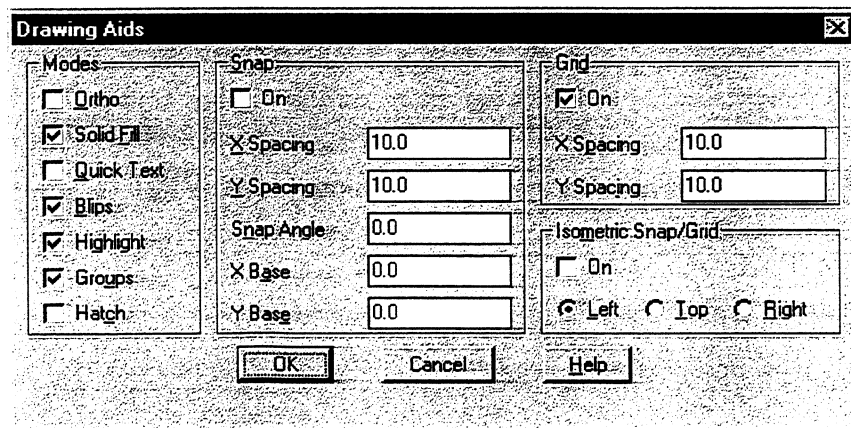 Drawing Aids
Modes
Ortho
Solid Fill
Quick Text
Blips
Highlight
Groups
Hatch
Snap
On
X Spacing 10.0
Y Spacing 10.0
Snap Angle 0.0
X Base 0.0
Y Base 0.0
Grid
On
X Spacing 10.0
Y Spacing 10.0
Isometric Snap/Grid
On
Left Top Right
OK Cancel Help